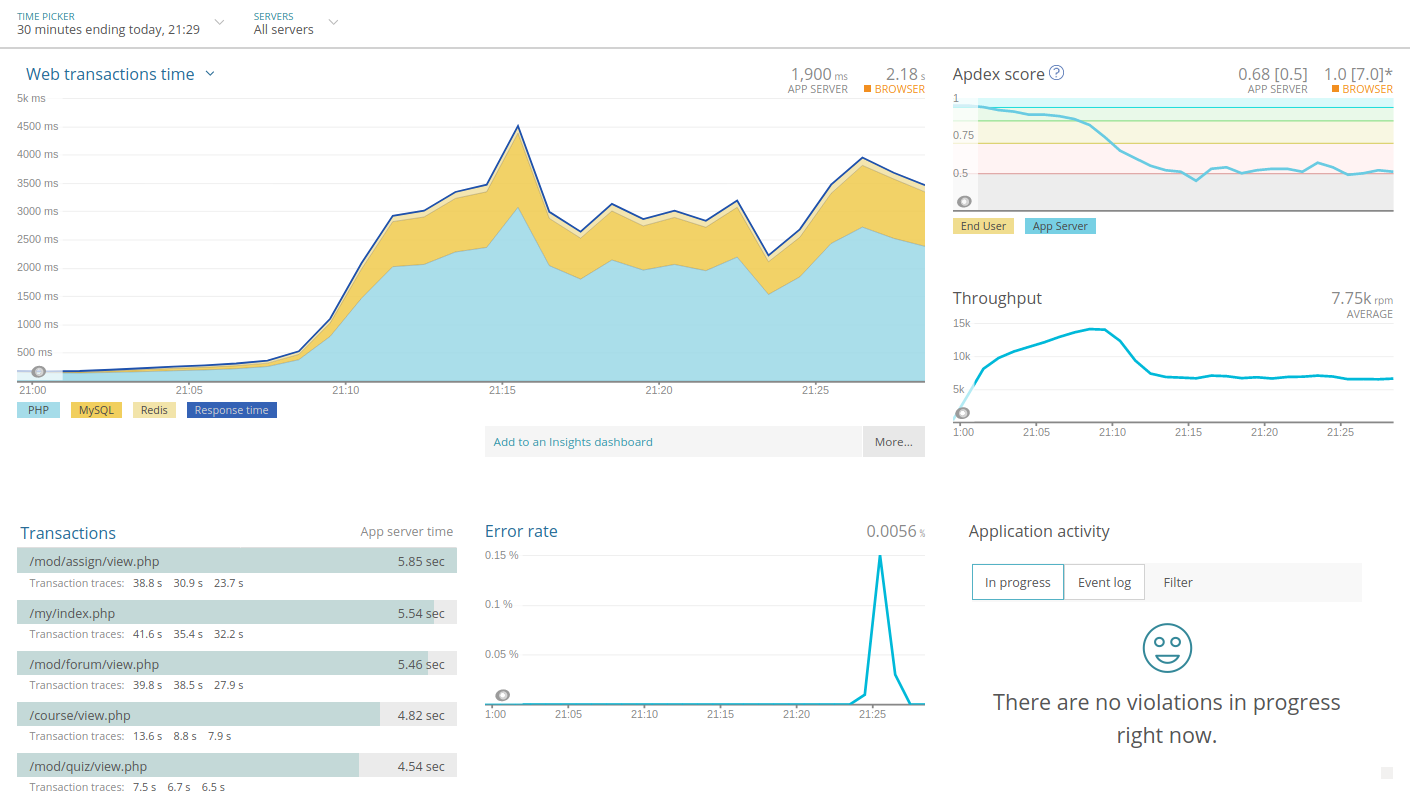 TIME PICKER
30 minutes ending today, 21:29
SERVERS
All servers
Web transactions time
1,900 ms
APP SERVER
2.18 s
BROWSER
5k ms
4500 ms
4000 ms
3500 ms
3000 ms
2500 ms
2000 ms
1500 ms
1000 ms
500 ms
21:00 21:05 21:10 21:15 21:20 21:25
PHP MySQL Redis Response time
Add to an Insights dashboard
More...
Apdex score ?
0.68 [0.5]
APP SERVER
1.0 [7.0]*
BROWSER
1
0.75
0.5
End User App Server
Throughput
7.75k rpm
AVERAGE
15k
10k
5k
1:00 21:05 21:10 21:15 21:20 21:25
Transactions App server time
/mod/assign/view.php 5.85 sec
Transaction traces: 38.8 s 30.9 s 23.7 s
/my/index.php 5.54 sec
Transaction traces: 41.6 s 35.4 s 32.2 s
/mod/forum/view.php 5.46 sec
Transaction traces: 39.8 s 38.5 s 27.9 s
/course/view.php 4.82 sec
Transaction traces: 13.6 s 8.8 s 7.9 s
/mod/quiz/view.php 4.54 sec
Transaction traces: 7.5 s 6.7 s 6.5 s
Error rate 0.0056 %
0.15 %
0.1 %
0.05 %
1:00 21:05 21:10 21:15 21:20 21:25
Application activity
In progress Event log Filter
There are no violations in progress
right now.